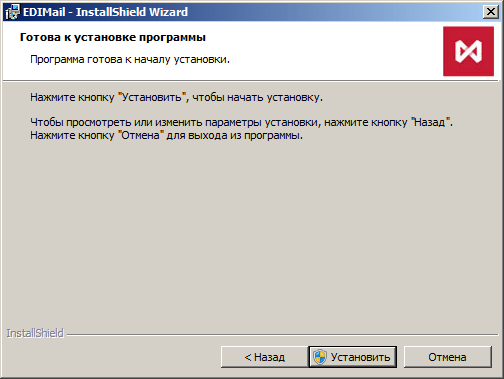 EDIMail - InstallShield Wizard
Готова к установке программы
Программа готова к началу установки.
Нажмите кнопку "Установить", чтобы начать установку.
Чтобы просмотреть или изменить параметры установки, нажмите кнопку "Назад".
Нажмите кнопку "Отмена" для выхода из программы.
InstallShield
< Назад
Установить
Отмена